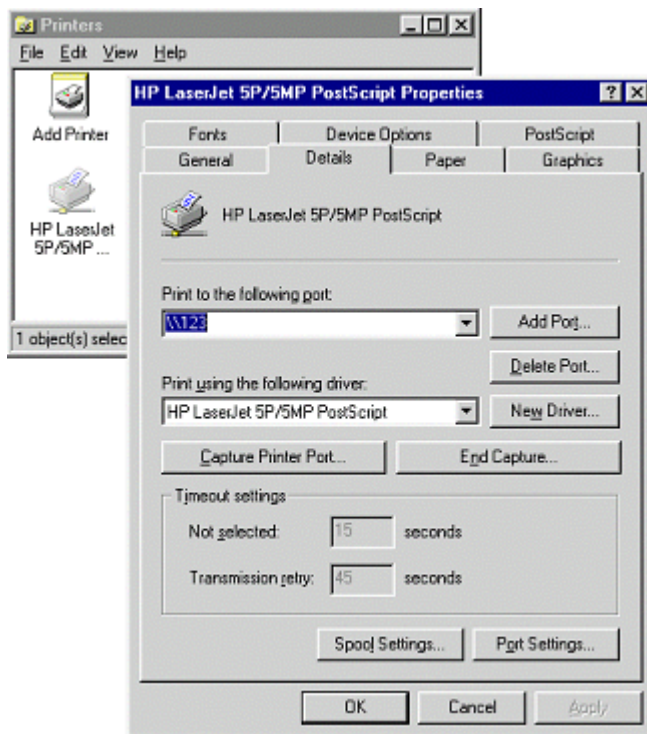 Printers
File Edit View Help
Add Printer
HP LaserJet
5P/5MP ...
1 object(s) selec
HP LaserJet 5P/5MP PostScript Properties
Fonts Device Options PostScript
General Details Paper Graphics
HP LaserJet 5P/5MP PostScript
Print to the following port:
\\123 Add Port...
Delete Port...
Print using the following driver:
HP LaserJet 5P/5MP PostScript New Driver...
Capture Printer Port... End Capture...
Timeout settings
Not selected: 15 seconds
Transmission retry: 45 seconds
Spool Settings... Port Settings...
OK Cancel Apply